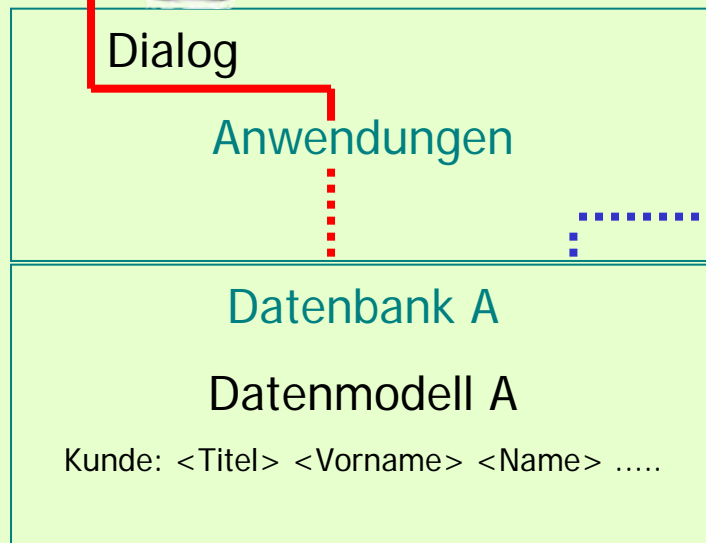 Dialog
Anwendungen
Datenbank A
Datenmodell A
Kunde: <Titel> <Vorname> <Name> .....